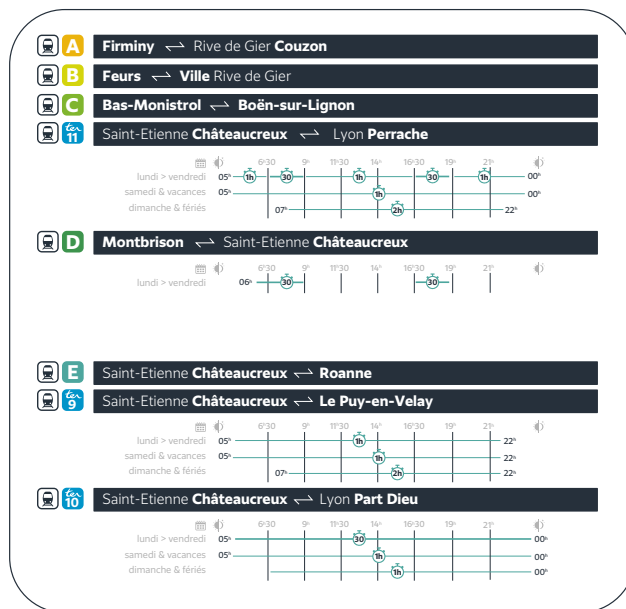 A Firminy Rive de Gier Couzon
B Feurs Ville Rive de Gier
C Bas-Monistrol Boën-sur-Lignon
ter 11 Saint-Etienne Châteaucreux Lyon Perrache
6ʰ30 9ʰ 11ʰ30 14ʰ 16ʰ30 19ʰ 21ʰ
lundi > vendredi 05ʰ 1h 30 1h 30 1h 00ʰ
samedi & vacances 05ʰ 1h 00ʰ
dimanche & fériés 07ʰ 2h 22ʰ
D Montbrison Saint-Etienne Châteaucreux
6ʰ30 9ʰ 11ʰ30 14ʰ 16ʰ30 19ʰ 21ʰ
lundi > vendredi 06ʰ 30 30
E Saint-Etienne Châteaucreux Roanne
ter 9 Saint-Etienne Châteaucreux Le Puy-en-Velay
6ʰ30 9ʰ 11ʰ30 14ʰ 16ʰ30 19ʰ 21ʰ
lundi > vendredi 05ʰ 1h 22ʰ
samedi & vacances 05ʰ 1h 22ʰ
dimanche & fériés 07ʰ 2h 22ʰ
ter 10 Saint-Etienne Châteaucreux Lyon Part Dieu
6ʰ30 9ʰ 11ʰ30 14ʰ 16ʰ30 19ʰ 21ʰ
lundi > vendredi 05ʰ 30 00ʰ
samedi & vacances 05ʰ 1h 00ʰ
dimanche & fériés 1h 00ʰ